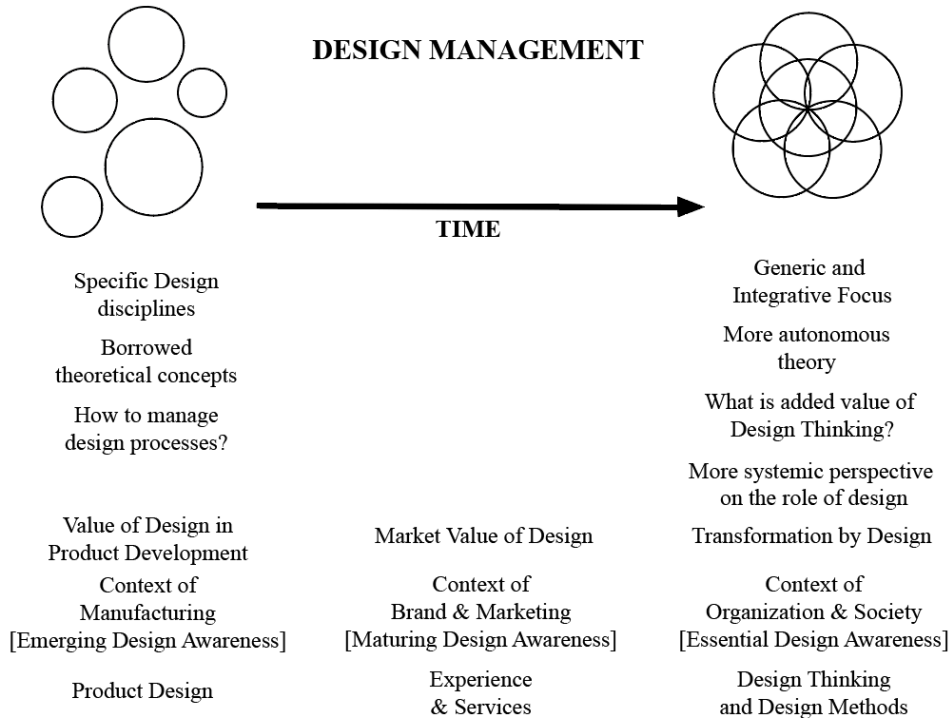 DESIGN MANAGEMENT
TIME
Specific Design
disciplines
Borrowed
theoretical concepts
How to manage
design processes?
Generic and
Integrative Focus
More autonomous
theory
What is added value of
Design Thinking?
More systemic perspective
on the role of design
Value of Design in
Product Development
Market Value of Design
Transformation by Design
Context of
Manufacturing
[Emerging Design Awareness]
Context of
Brand & Marketing
[Maturing Design Awareness]
Context of
Organization & Society
[Essential Design Awareness]
Product Design
Experience
& Services
Design Thinking
and Design Methods